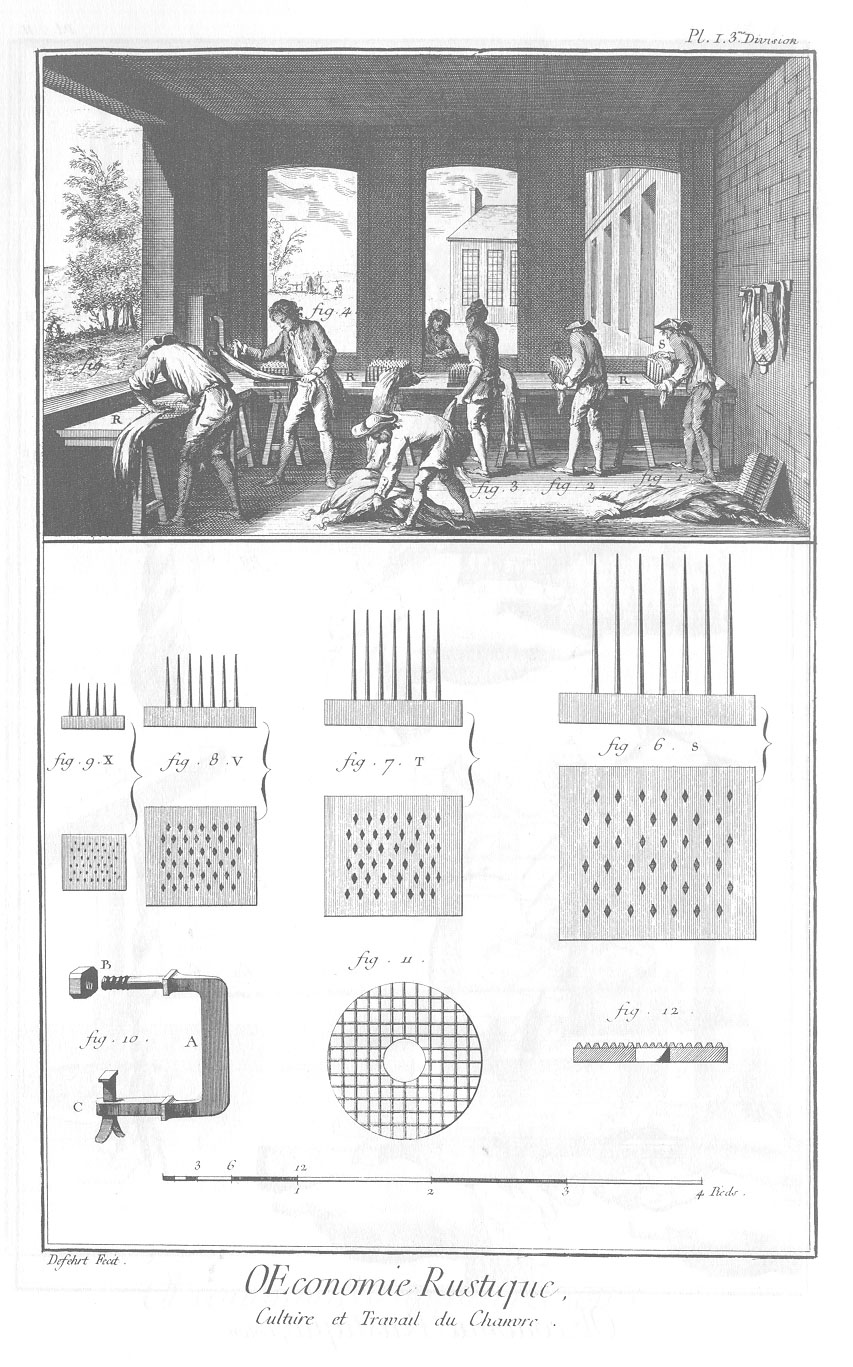 Pl. 1. 3.me Division
A
fig. 4.
fig. 5
R
R
R
S
fig. 3. fig. 2 fig. 1
fig. 9. X
fig. 8. V
fig. 7. T
fig. 6. S
B
fig. 10.
A
C
fig. 11.
fig. 12.
3 6 12
1 2 3 4 Pieds.
Defehrt Fecit.
OEconomie Rustique,
Culture et Travail du Chanvre.